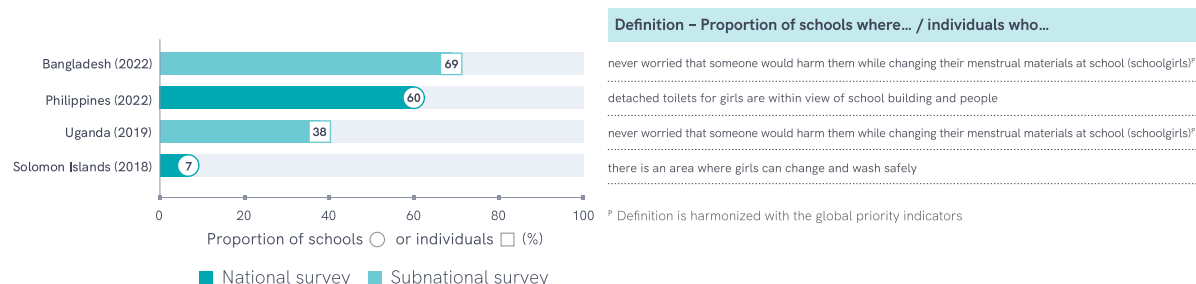 Definition – Proportion of schools where... / individuals who...
Bangladesh (2022) 69 never worried that someone would harm them while changing their menstrual materials at school (schoolgirls)ᴾ
Philippines (2022) 60 detached toilets for girls are within view of school building and people
Uganda (2019) 38 never worried that someone would harm them while changing their menstrual materials at school (schoolgirls)ᴾ
Solomon Islands (2018) 7 there is an area where girls can change and wash safely
0 20 40 60 80 100
ᴾ Definition is harmonized with the global priority indicators
Proportion of schools or individuals (%)
National survey Subnational survey